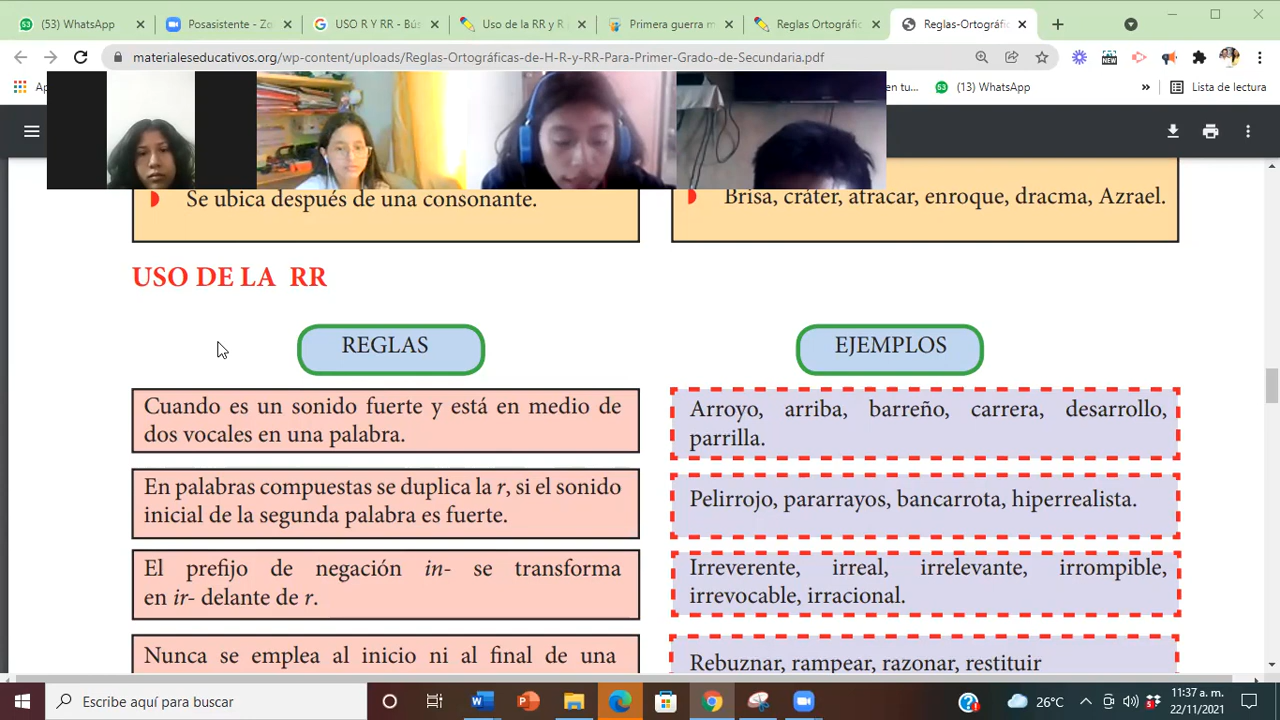 (13) WhatsApp
Posasistente - Zo
USO R Y RR - Bús
Uso de la RR y R
Primera guerra m
Reglas Ortográfic
Reglas-Ortográfic
materialeseducativos.org/wp-content/uploads/Reglas-Ortográficas-de-H-R-y-RR-Para-Primer-Grado-de-Secundaria.pdf
NEW
Ap
en tu...
(13) WhatsApp
»
Lista de lectura
Se ubica después de una consonante.
Brisa, cráter, atracar, enroque, dracma, Azrael.
USO DE LA RR
REGLAS
EJEMPLOS
Cuando es un sonido fuerte y está en medio de
dos vocales en una palabra.
Arroyo, arriba, barreño, carrera, desarrollo,
parrilla.
En palabras compuestas se duplica la r, si el sonido
inicial de la segunda palabra es fuerte.
Pelirrojo, pararrayos, bancarrota, hiperrealista.
El prefijo de negación in- se transforma
en ir- delante de r.
Irreverente, irreal, irrelevante, irrompible,
irrevocable, irracional.
Nunca se emplea al inicio ni al final de una
Rebuznar, rampear, razonar, restituir
Escribe aquí para buscar
26°C
11:37 a. m.
22/11/2021